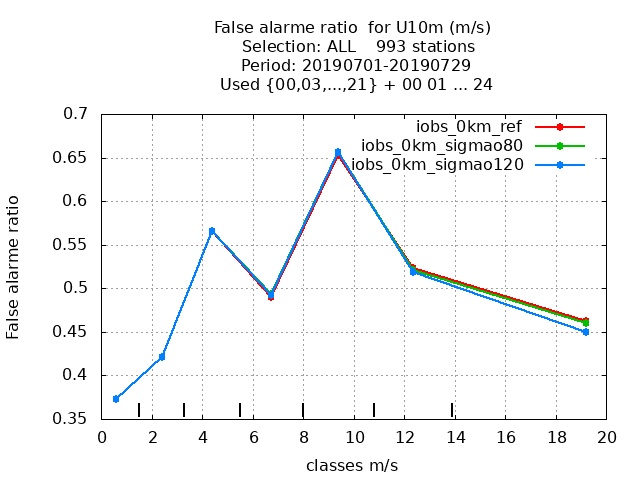 False alarme ratio  for U10m (m/s)
Selection: ALL    993 stations
Period: 20190701-20190729
Used {00,03,...,21} + 00 01 ... 24
0.7
iobs_0km_ref
iobs_0km_sigmao80
0.65
iobs_0km_sigmao120
0.6
0.55
0.5
0.45
0.4
0.35
False alarme ratio
0 2 4 6 8 10 12 14 16 18 20
classes m/s